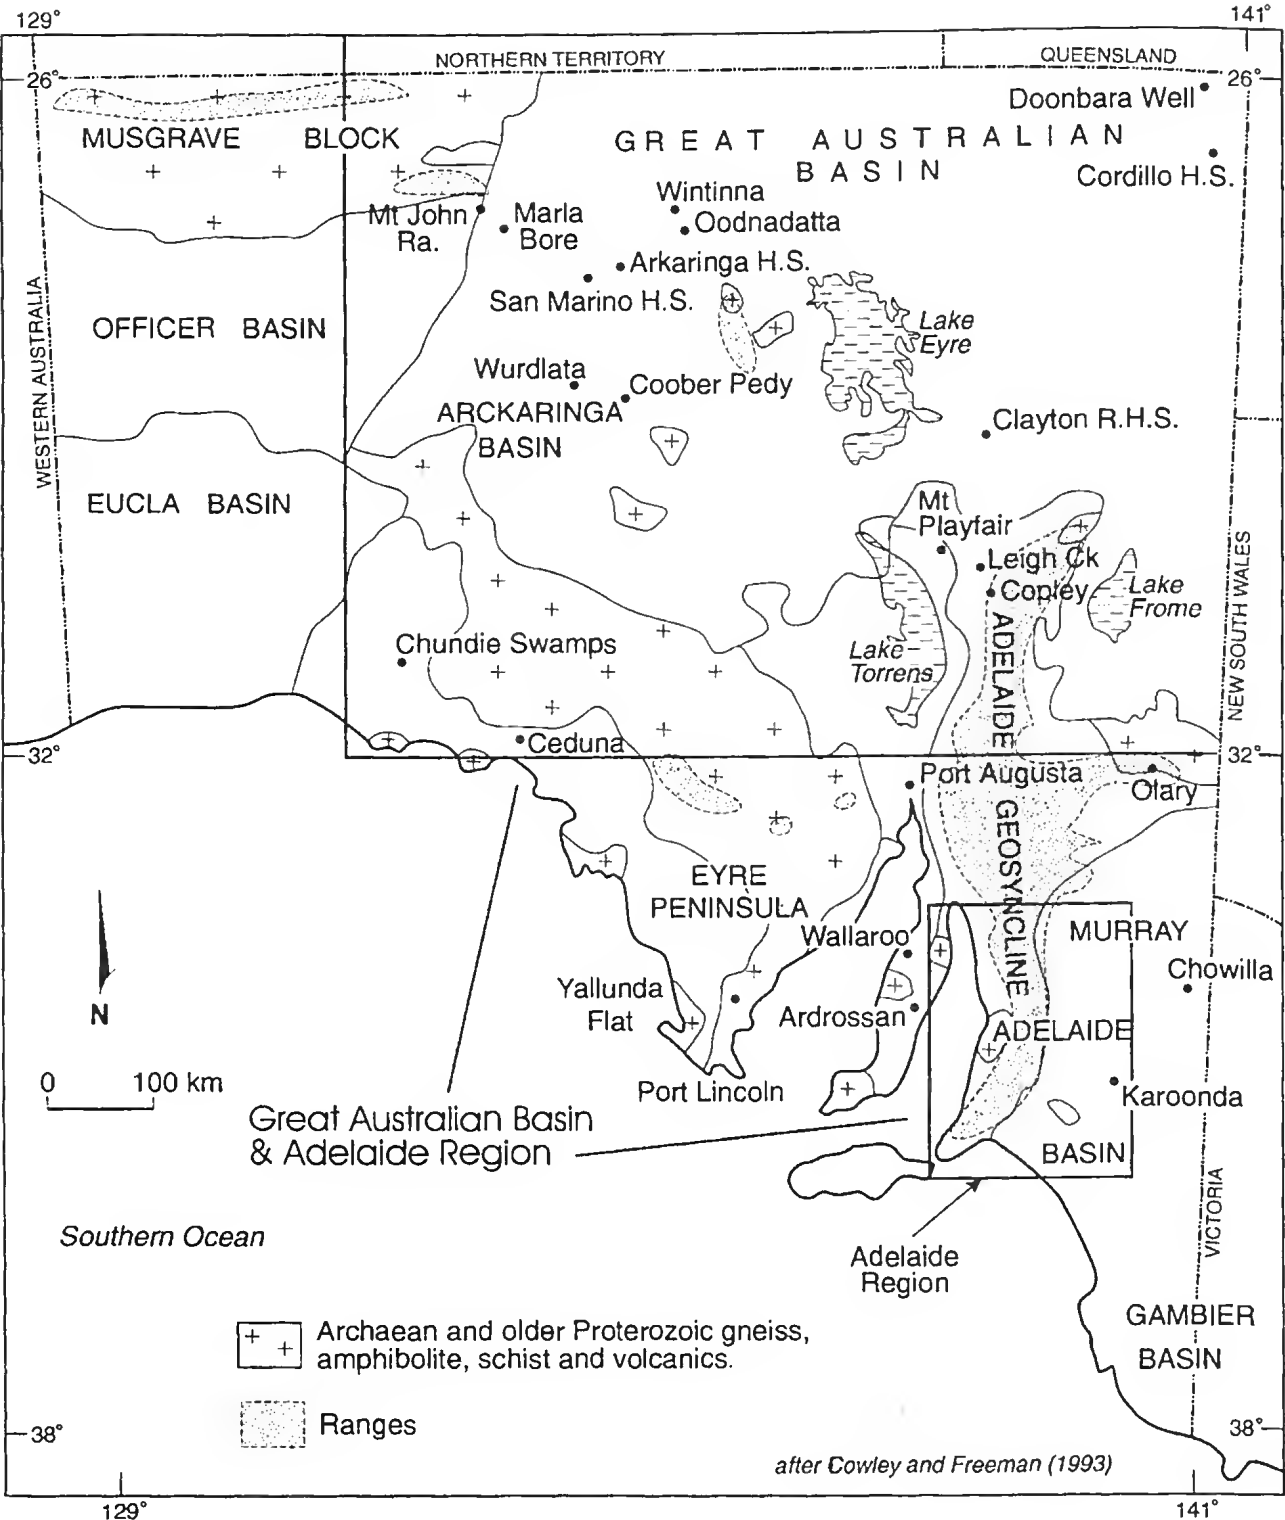 129°
141°
NORTHERN TERRITORY
QUEENSLAND
26°
26°
Doonbara Well
MUSGRAVE BLOCK
GREAT AUSTRALIAN
BASIN
Cordillo H.S.
Wintinna
Mt John
Ra.
Marla
Bore
Oodnadatta
Arkaringa H.S.
San Marino H.S.
WESTERN AUSTRALIA
OFFICER BASIN
Lake
Eyre
Wurdlata
Coober Pedy
ARCKARINGA
BASIN
Clayton R.H.S.
EUCLA BASIN
Mt
Playfair
Leigh Ck
Copley
Lake
Frome
NEW SOUTH WALES
Chundie Swamps
Lake
Torrens
ADELAIDE GEOSYNCLINE
Ceduna
32°
32°
Port Augusta
Olary
EYRE
PENINSULA
Wallaroo
MURRAY
Chowilla
Yallunda
Flat
Ardrossan
ADELAIDE
N
0 100 km
Port Lincoln
Karoonda
Great Australian Basin
& Adelaide Region
BASIN
VICTORIA
Southern Ocean
Adelaide
Region
GAMBIER
BASIN
Archaean and older Proterozoic gneiss,
amphibolite, schist and volcanics.
Ranges
38°
38°
after Cowley and Freeman (1993)
129°
141°